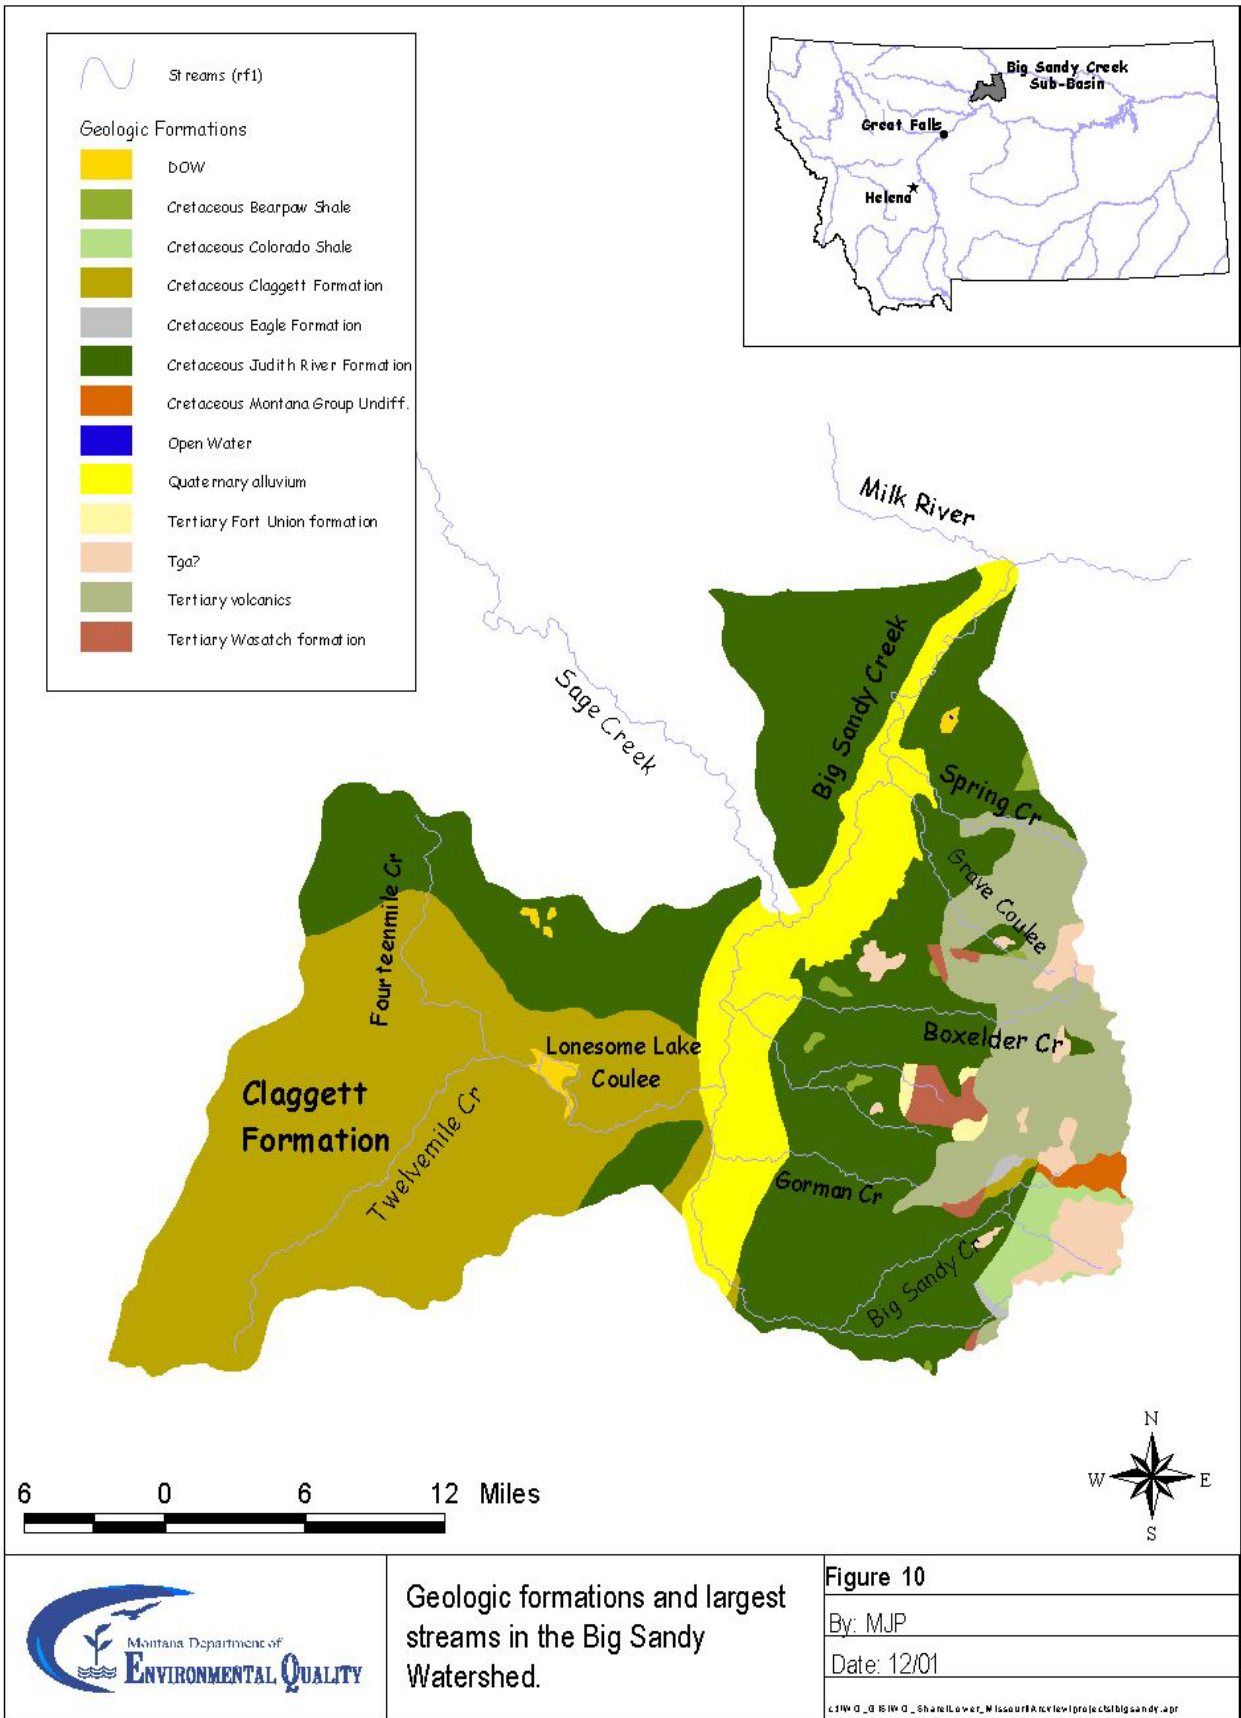 Streams (rf1)
Geologic Formations
DOW
Cretaceous Bearpaw Shale
Cretaceous Colorado Shale
Cretaceous Claggett Formation
Cretaceous Eagle Formation
Cretaceous Judith River Formation
Cretaceous Montana Group Undiff.
Open Water
Quaternary alluvium
Tertiary Fort Union formation
Tga?
Tertiary volcanics
Tertiary Wasatch formation
Big Sandy Creek
Sub-Basin
Great Falls
Helena
Milk River
Sage Creek
Big Sandy Creek
Spring Cr
Grave Coulee
Fourteenmile Cr
Boxelder Cr
Lonesome Lake
Coulee
Claggett
Formation
Twelvemile Cr
Gorman Cr
Big Sandy Cr
N
W E
S
6 0 6 12 Miles
Montana Department of
ENVIRONMENTAL QUALITY
Geologic formations and largest
streams in the Big Sandy
Watershed.
Figure 10
By: MJP
Date: 12/01